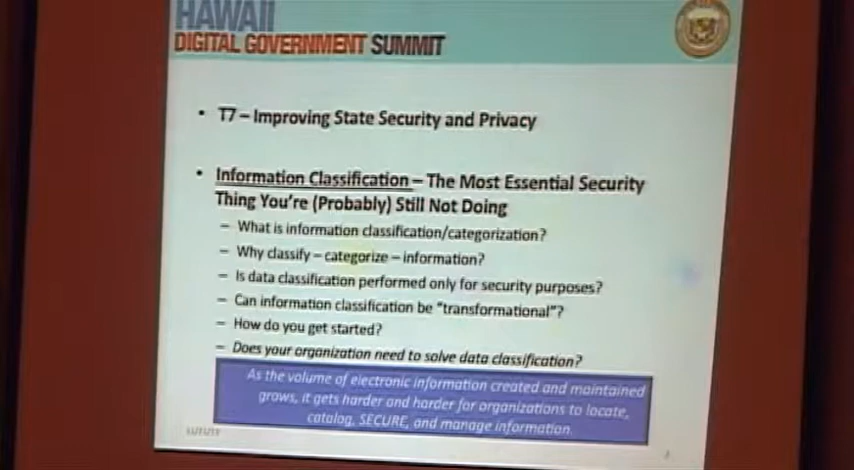 HAWAII
DIGITAL GOVERNMENT SUMMIT
• T7 – Improving State Security and Privacy
• Information Classification – The Most Essential Security
Thing You're (Probably) Still Not Doing
– What is information classification/categorization?
– Why classify – categorize – information?
– Is data classification performed only for security purposes?
– Can information classification be "transformational"?
– How do you get started?
– Does your organization need to solve data classification?
As the volume of electronic information created and maintained
grows, it gets harder and harder for organizations to locate,
catalog, SECURE, and manage information.